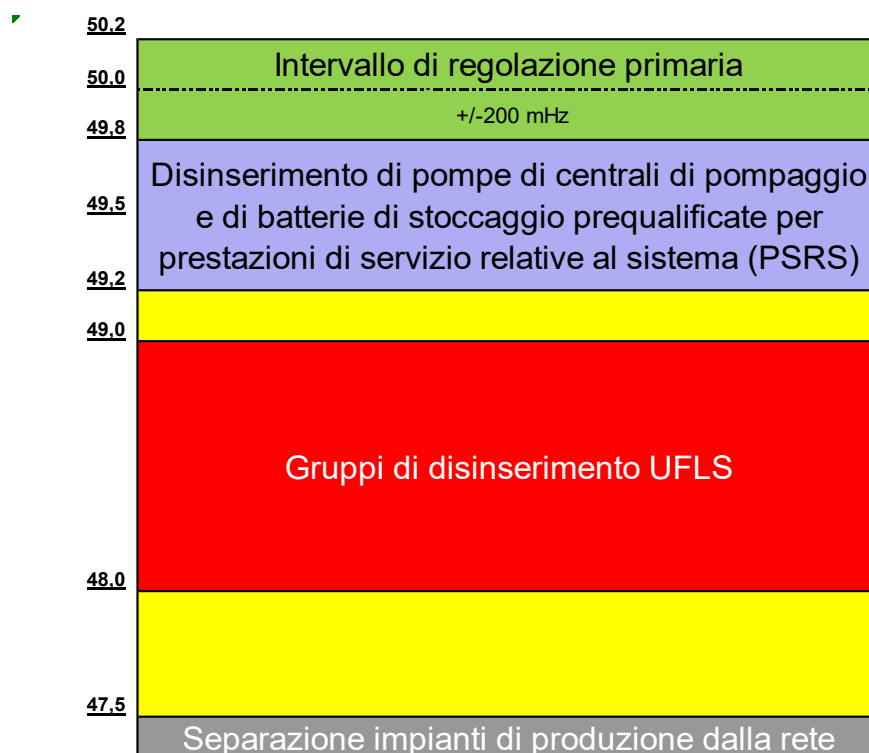 50,2
Intervallo di regolazione primaria
50,0
+/-200 mHz
49,8
Disinserimento di pompe di centrali di pompaggio
49,5
e di batterie di stoccaggio prequalificate per
prestazioni di servizio relative al sistema (PSRS)
49,2
49,0
Gruppi di disinserimento UFLS
48,0
47,5
Separazione impianti di produzione dalla rete